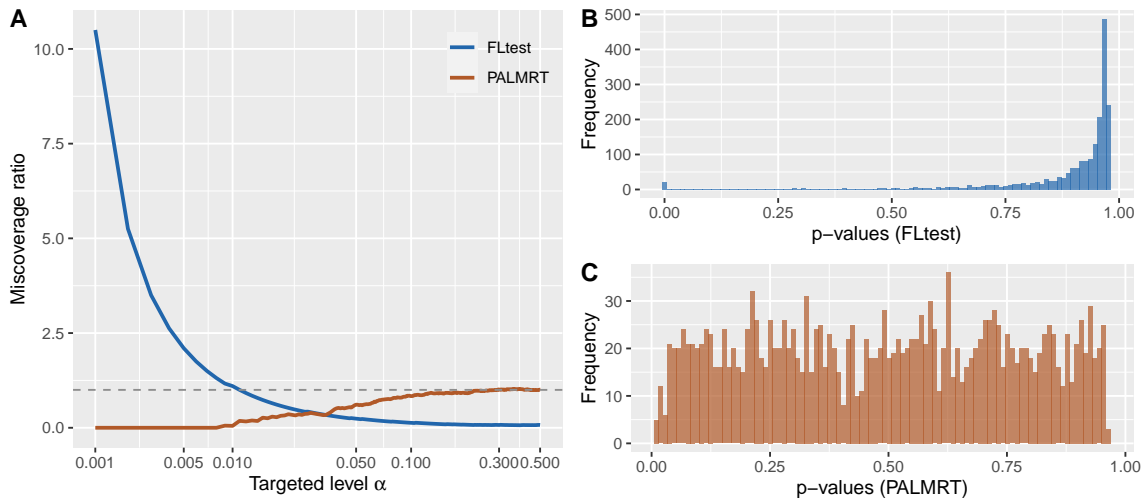 A
Miscoverage ratio
10.0
7.5
5.0
2.5
0.0
FLtest
PALMRT
0.001
0.005
0.010
0.050
0.100
0.300
0.500
Targeted level α
B
Frequency
500
400
300
200
100
0
0.00
0.25
0.50
0.75
1.00
p−values (FLtest)
C
Frequency
30
20
10
0
0.00
0.25
0.50
0.75
1.00
p−values (PALMRT)